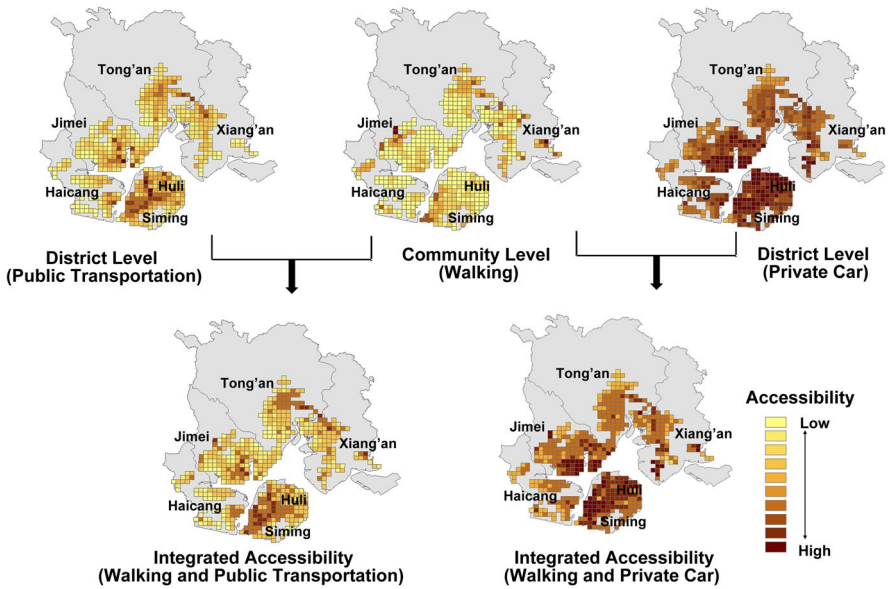 Tong'an
Jimei
Xiang'an
Haicang
Huli
Siming
District Level
(Public Transportation)
Tong'an
Jimei
Xiang'an
Haicang
Huli
Siming
Community Level
(Walking)
Tong'an
Jimei
Xiang'an
Haicang
Huli
Siming
District Level
(Private Car)
Tong'an
Jimei
Xiang'an
Haicang
Huli
Siming
Integrated Accessibility
(Walking and Public Transportation)
Tong'an
Jimei
Xiang'an
Haicang
Huli
Siming
Integrated Accessibility
(Walking and Private Car)
Accessibility
Low
High